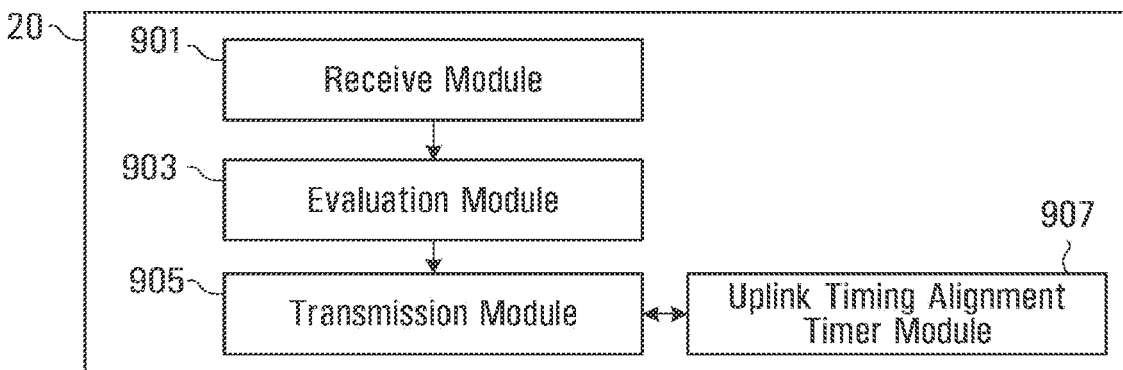 20
901
Receive Module
903
Evaluation Module
907
905
Transmission Module
Uplink Timing Alignment
Timer Module